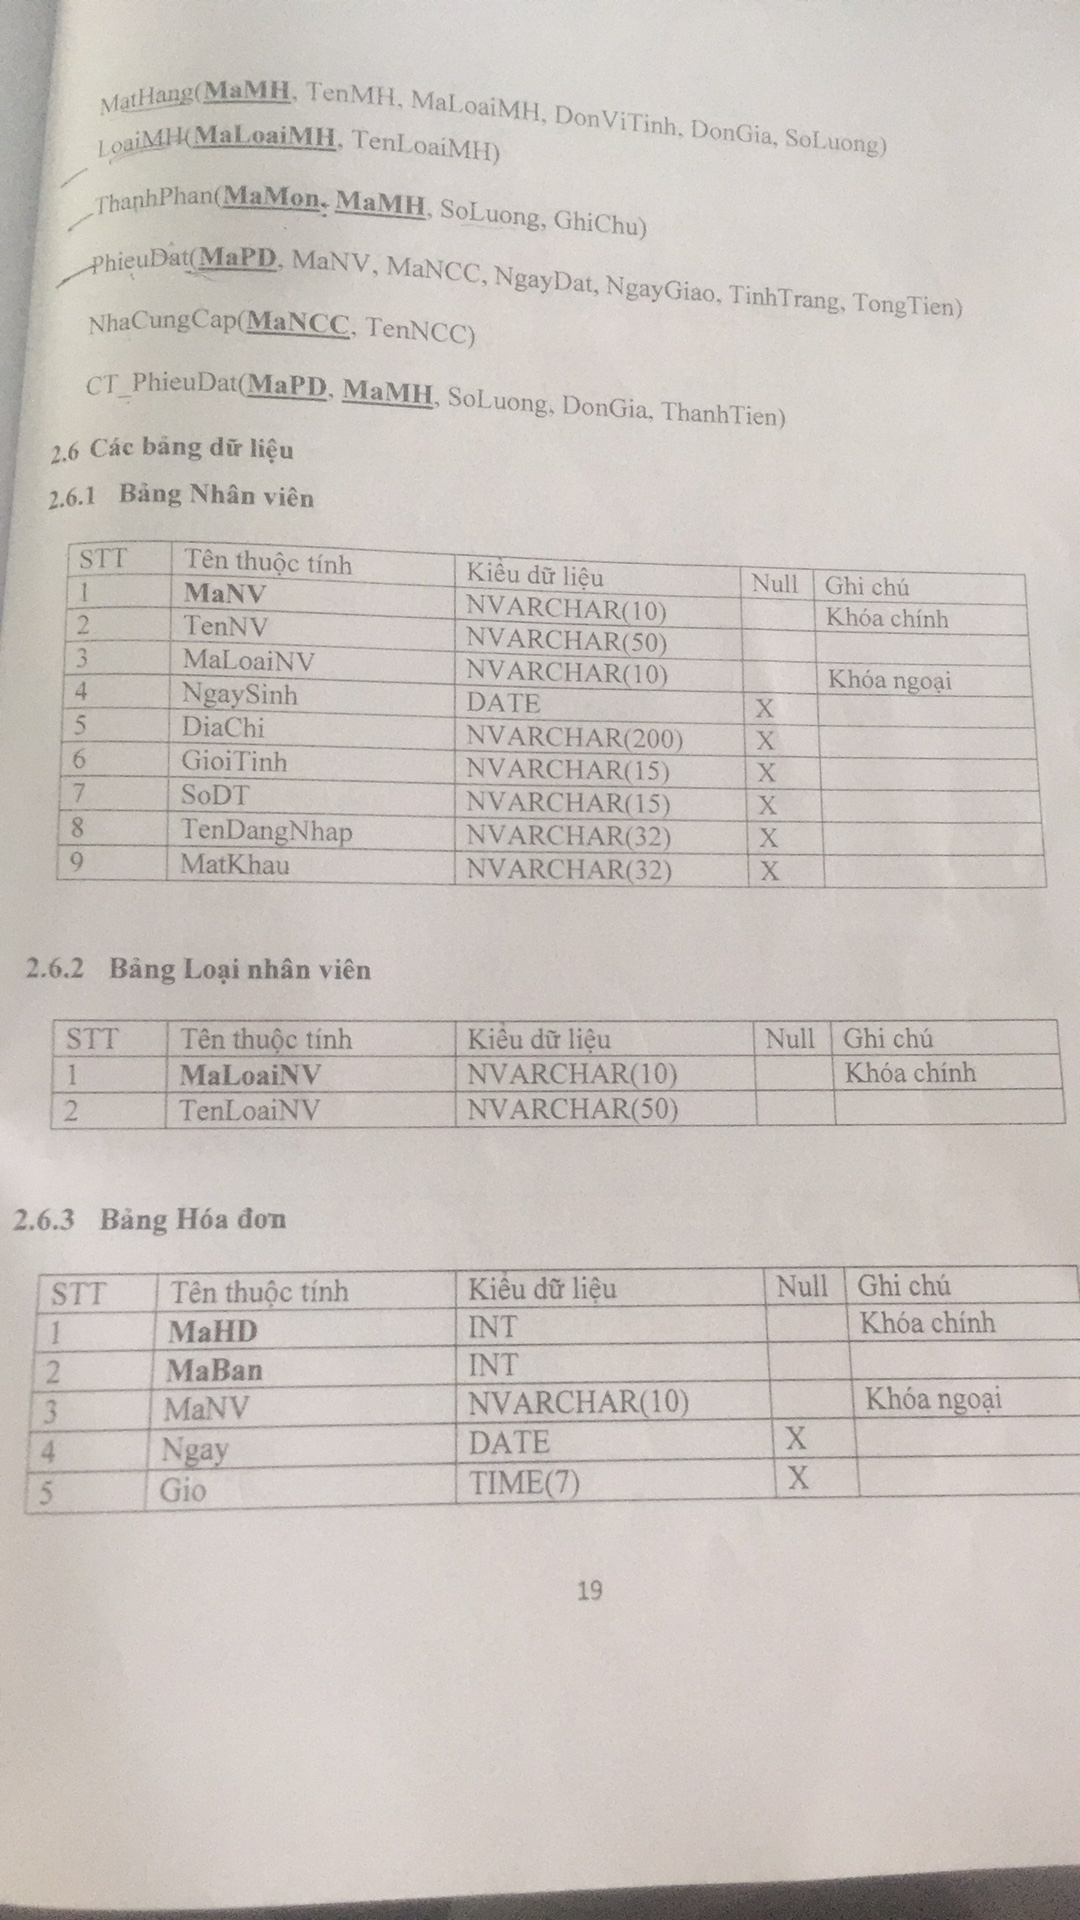 MatHang(MaMH, TenMH, MaLoaiMH, DonViTinh, DonGia, SoLuong)
LoaiMH(MaLoaiMH, TenLoaiMH)
ThanhPhan(MaMon, MaMH, SoLuong, GhiChu)
PhieuDat(MaPD, MaNV, MaNCC, NgayDat, NgayGiao, TinhTrang, TongTien)
NhaCungCap(MaNCC, TenNCC)
CT_PhieuDat(MaPD, MaMH, SoLuong, DonGia, ThanhTien)
2.6 Các bảng dữ liệu
2.6.1 Bảng Nhân viên
STT Tên thuộc tính Kiểu dữ liệu Null Ghi chú
1 MaNV NVARCHAR(10) Khóa chính
2 TenNV NVARCHAR(50)
3 MaLoaiNV NVARCHAR(10) Khóa ngoại
4 NgaySinh DATE X
5 DiaChi NVARCHAR(200) X
6 GioiTinh NVARCHAR(15) X
7 SoDT NVARCHAR(15) X
8 TenDangNhap NVARCHAR(32) X
9 MatKhau NVARCHAR(32) X
2.6.2 Bảng Loại nhân viên
STT Tên thuộc tính Kiểu dữ liệu Null Ghi chú
1 MaLoaiNV NVARCHAR(10) Khóa chính
2 TenLoaiNV NVARCHAR(50)
2.6.3 Bảng Hóa đơn
STT Tên thuộc tính Kiểu dữ liệu Null Ghi chú
1 MaHD INT Khóa chính
2 MaBan INT
3 MaNV NVARCHAR(10) Khóa ngoại
4 Ngay DATE X
5 Gio TIME(7) X
19